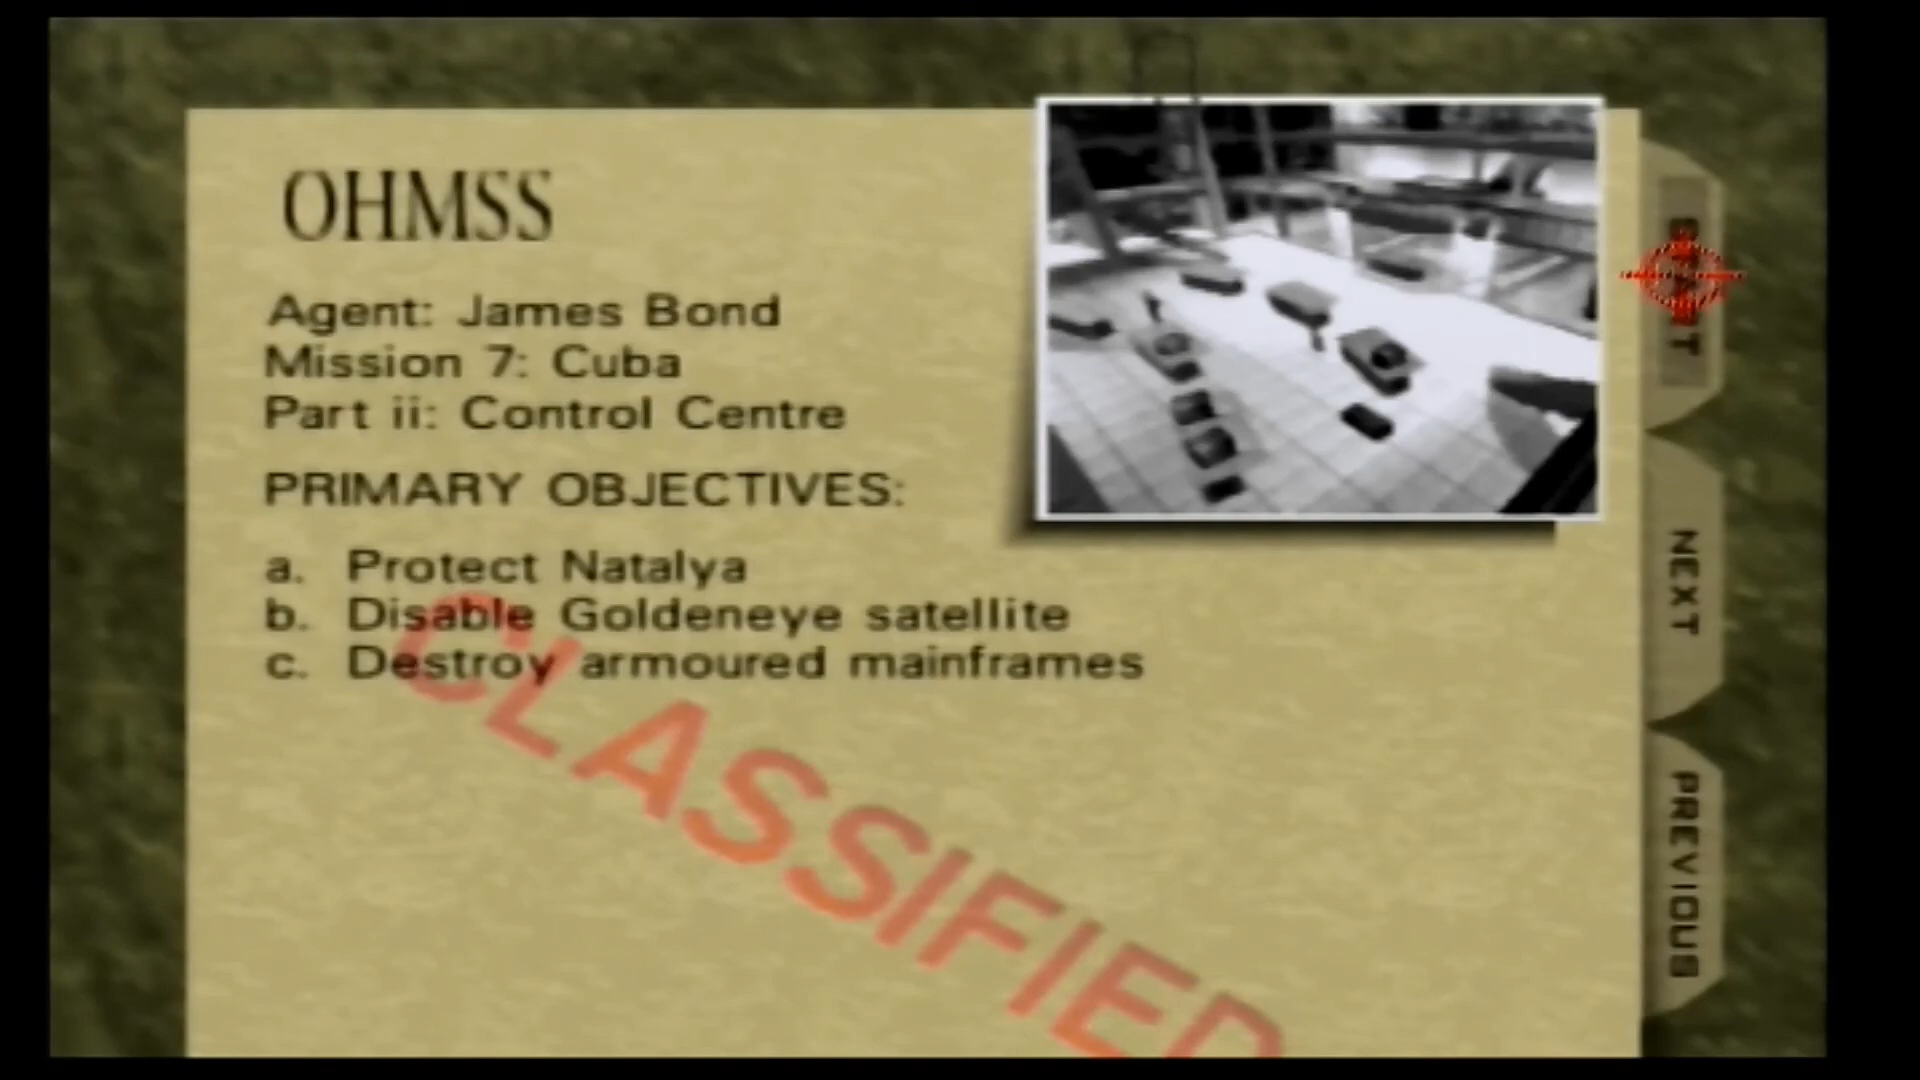 OHMSS
Agent: James Bond
Mission 7: Cuba
Part ii: Control Centre
PRIMARY OBJECTIVES:
a. Protect Natalya
b. Disable Goldeneye satellite
c. Destroy armoured mainframes
CLASSIFIED
START
NEXT
PREVIOUS